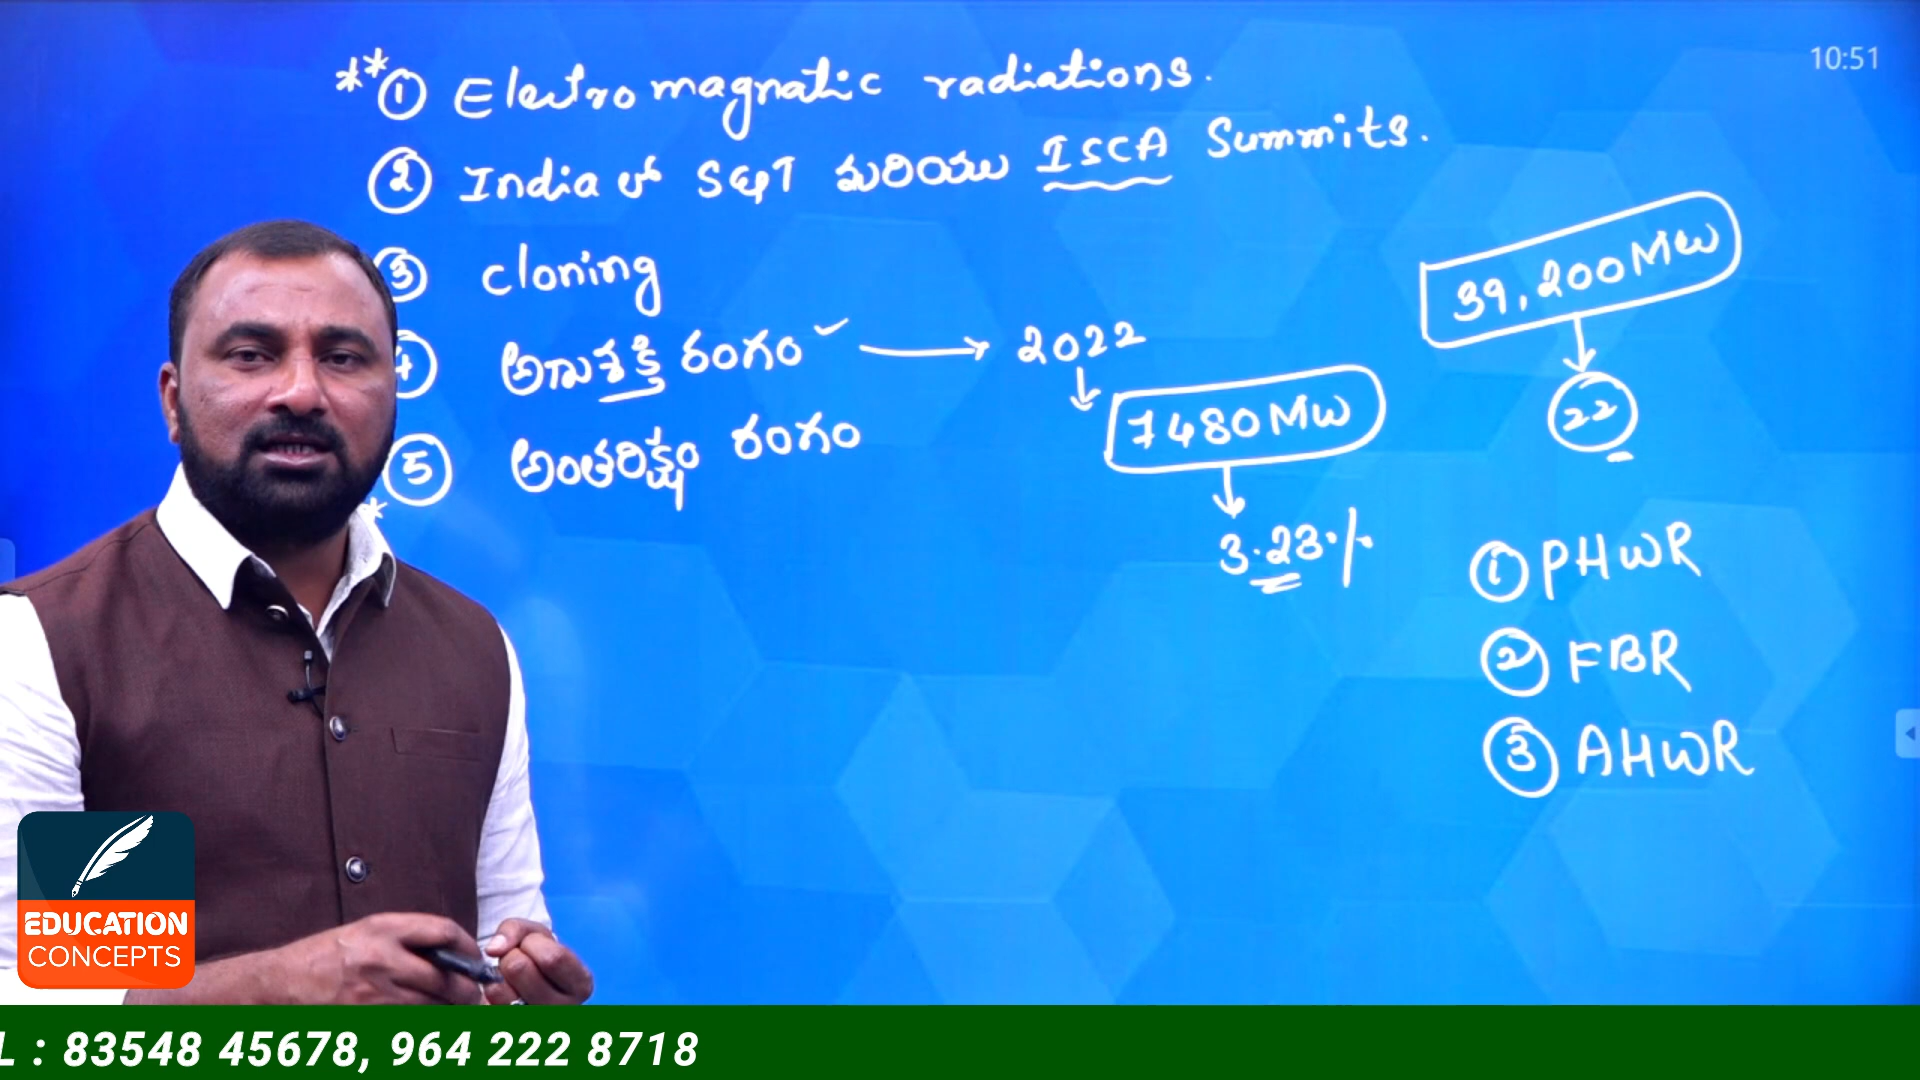 10:51
** ① Electromagnatic radiations.
② India లో S&T మరియు ISCA Summits.
③ cloning
④ అణుశక్తి రంగం ✓ → 2022
39,200 MW
22
7480 MW
⑤ అంతరిక్షం రంగం
*
3.23%
① PHWR
② FBR
③ AHWR
EDUCATION
CONCEPTS
L : 83548 45678, 964 222 8718